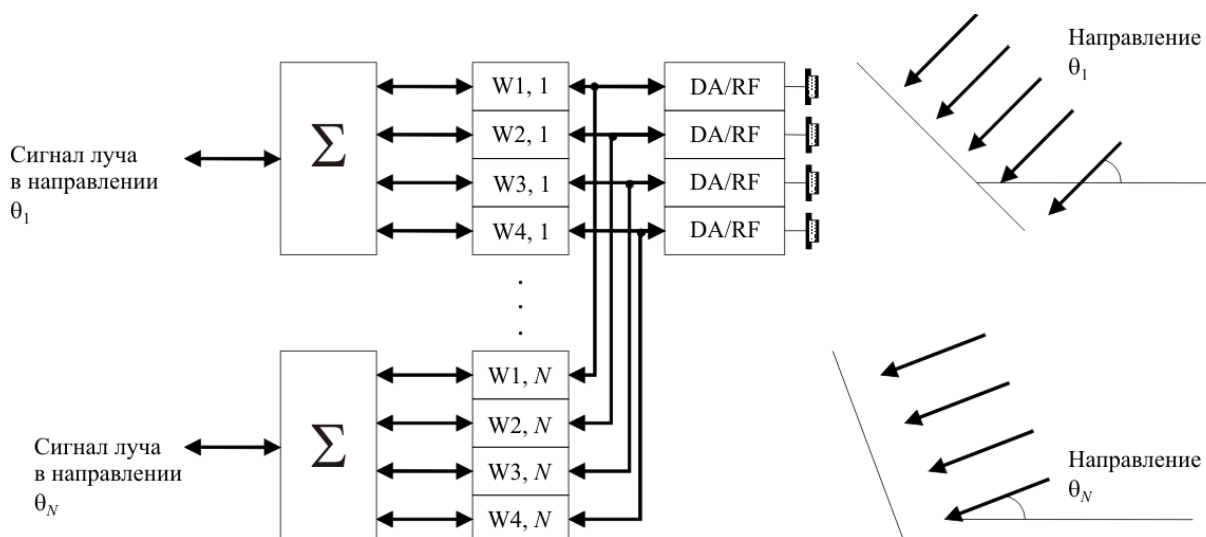 Направление
θ1
Σ
W1, 1
DA/RF
W2, 1
DA/RF
W3, 1
DA/RF
W4, 1
DA/RF
Сигнал луча
в направлении
θ1
Σ
W1, N
W2, N
W3, N
W4, N
Сигнал луча
в направлении
θN
Направление
θN